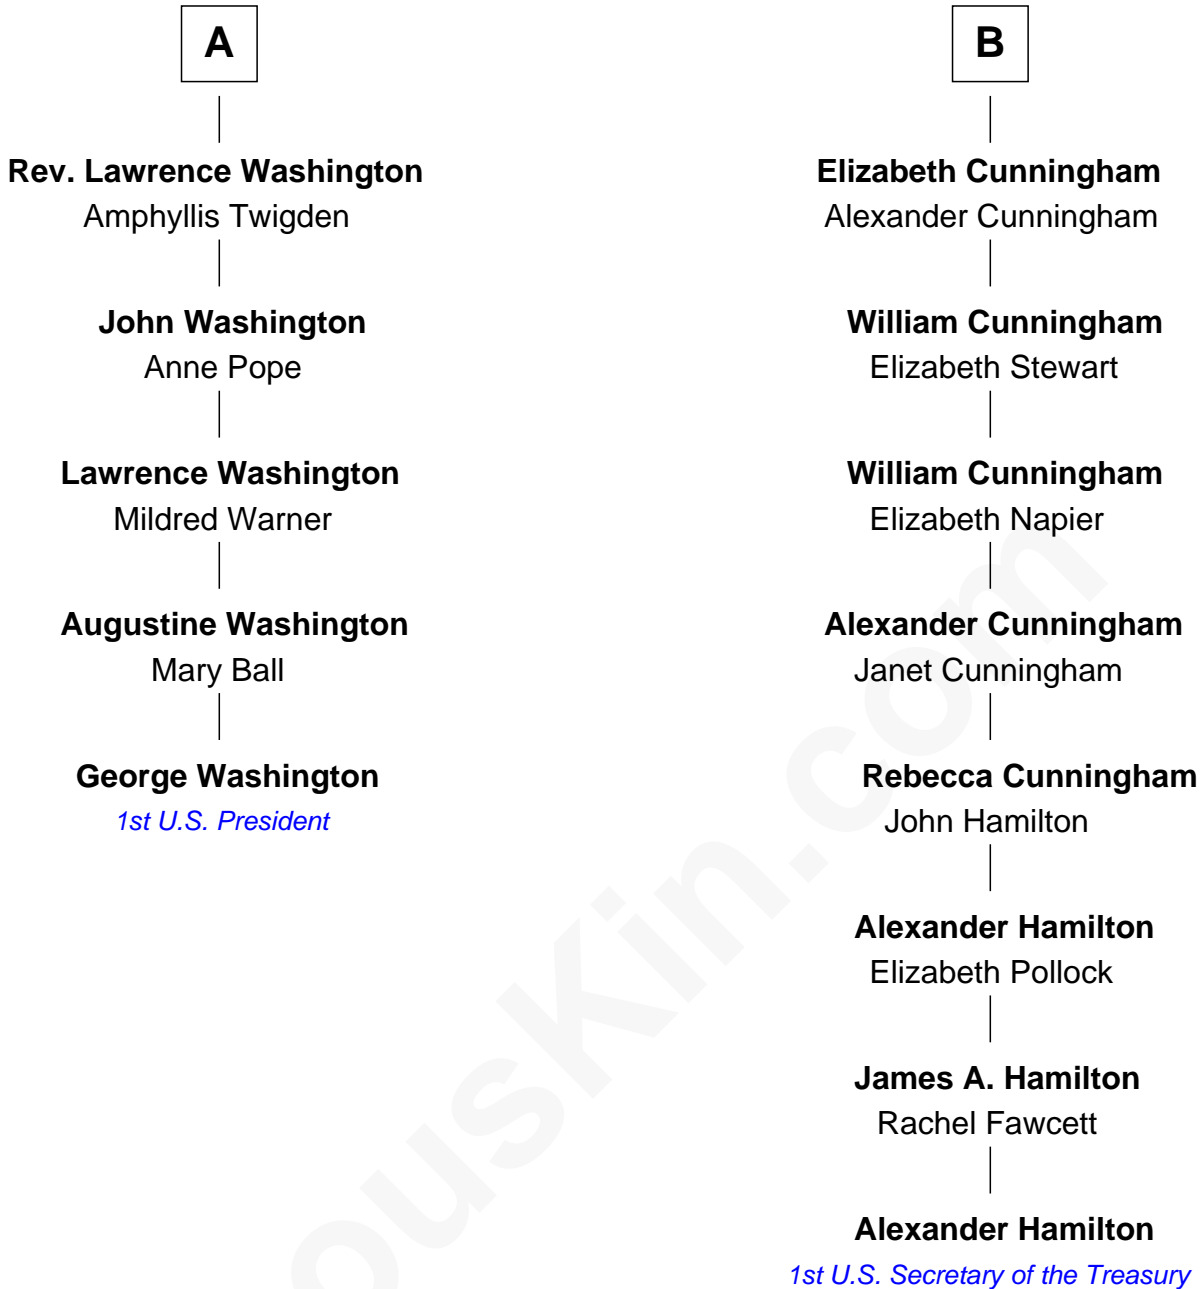 A
Rev. Lawrence Washington
Amphyllis Twigden
John Washington
Anne Pope
Lawrence Washington
Mildred Warner
Augustine Washington
Mary Ball
George Washington
1st U.S. President
B
Elizabeth Cunningham
Alexander Cunningham
William Cunningham
Elizabeth Stewart
William Cunningham
Elizabeth Napier
Alexander Cunningham
Janet Cunningham
Rebecca Cunningham
John Hamilton
Alexander Hamilton
Elizabeth Pollock
James A. Hamilton
Rachel Fawcett
Alexander Hamilton
1st U.S. Secretary of the Treasury
ousKin.com